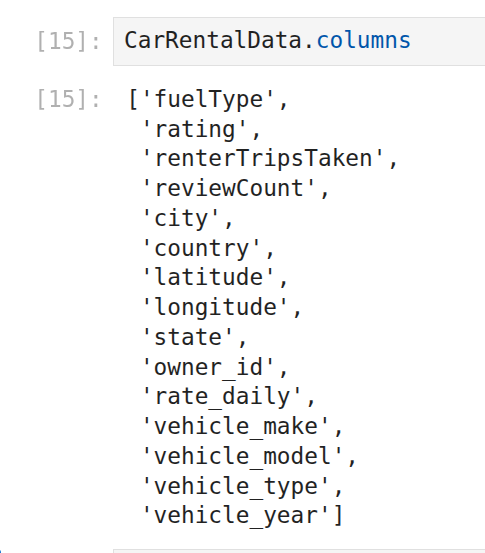 [15]: CarRentalData.columns
[15]: ['fuelType',
'rating',
'renterTripsTaken',
'reviewCount',
'city',
'country',
'latitude',
'longitude',
'state',
'owner_id',
'rate_daily',
'vehicle_make',
'vehicle_model',
'vehicle_type',
'vehicle_year']